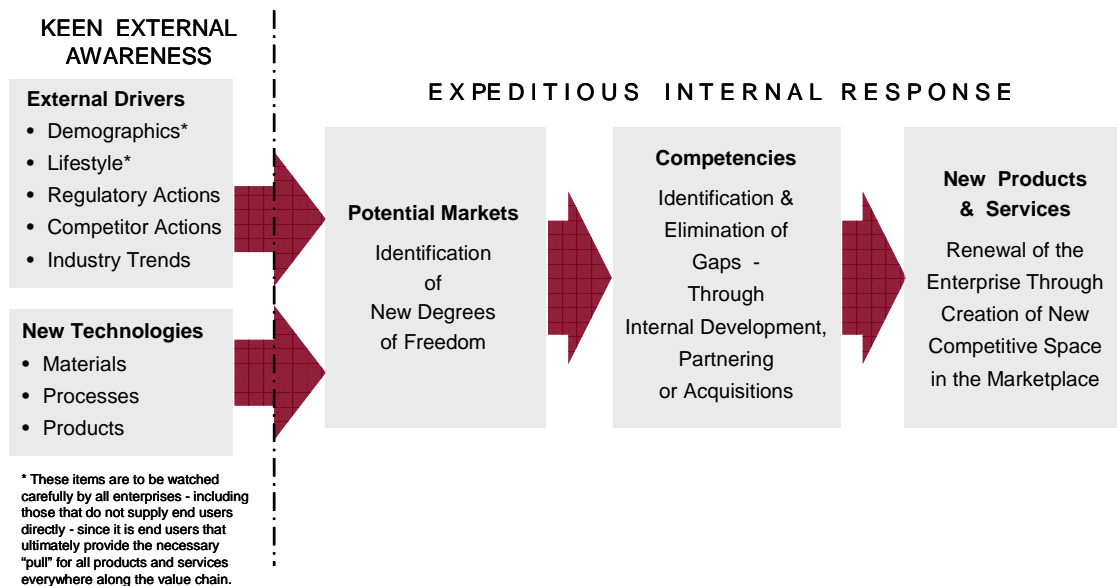 KEEN EXTERNAL
AWARENESS
External Drivers
• Demographics*
• Lifestyle*
• Regulatory Actions
• Competitor Actions
• Industry Trends
New Technologies
• Materials
• Processes
• Products
* These items are to be watched
carefully by all enterprises - including
those that do not supply end users
directly - since it is end users that
ultimately provide the necessary
“pull” for all products and services
everywhere along the value chain.
EXPEDITIOUS INTERNAL RESPONSE
Potential Markets
Identification
of
New Degrees
of Freedom
Competencies
Identification &
Elimination of
Gaps -
Through
Internal Development,
Partnering
or Acquisitions
New Products
& Services
Renewal of the
Enterprise Through
Creation of New
Competitive Space
in the Marketplace